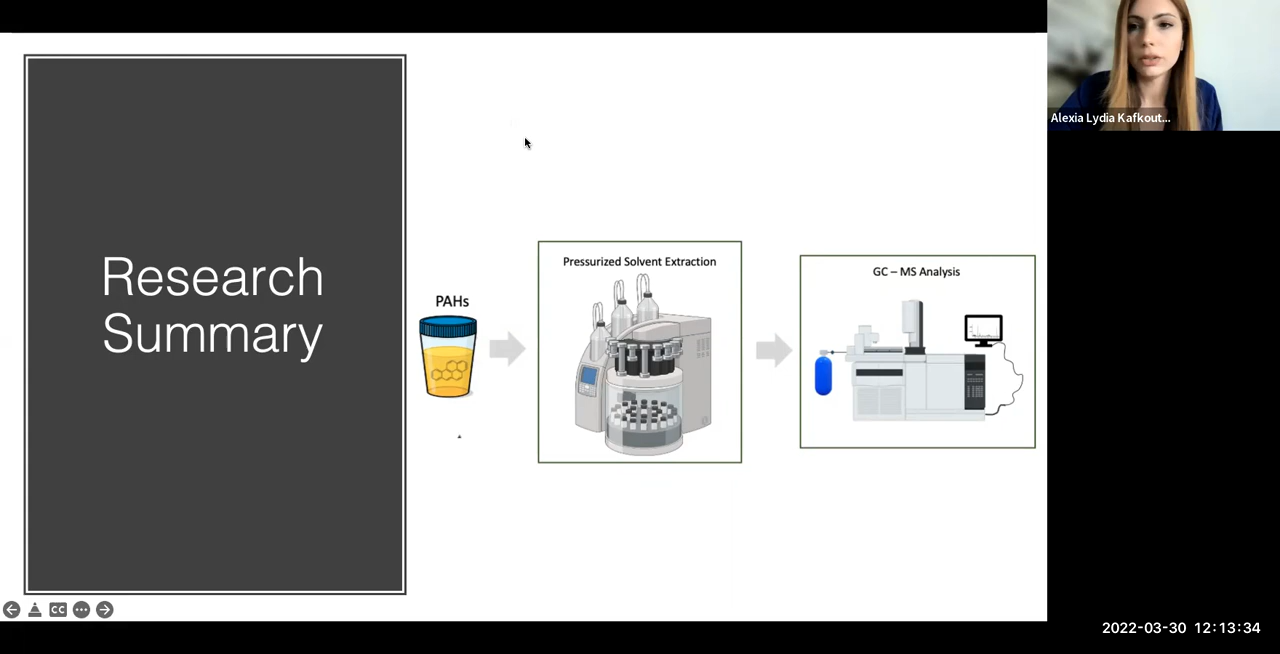 Research
Summary
PAHs
Pressurized Solvent Extraction
GC – MS Analysis
Alexia Lydia Kafkout...
CC
2022-03-30 12:13:34